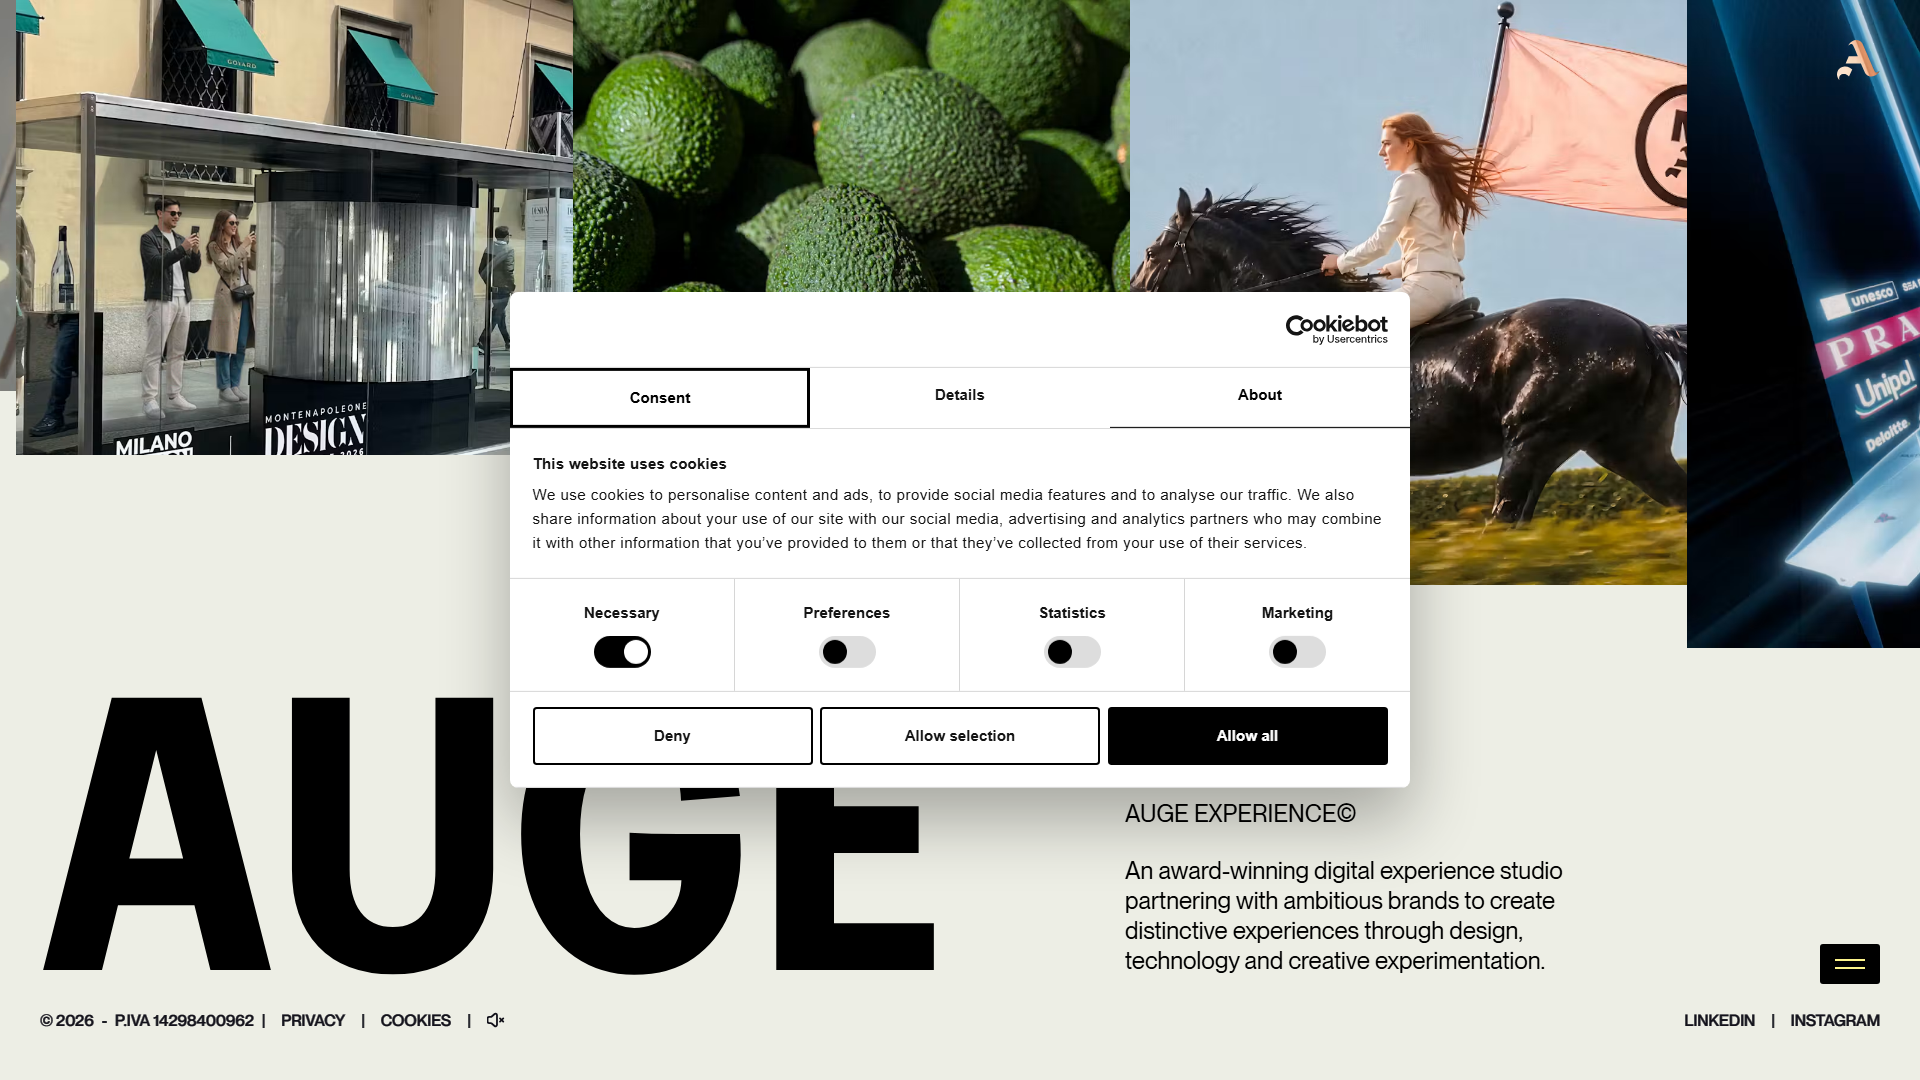 GOYARD
MONTENAPOLEONE
DESIGN
2026
MILANO
unesco
SEA
PRA
Unipol
Deloitte.
Cookiebot
by Usercentrics
Consent
Details
About
This website uses cookies
We use cookies to personalise content and ads, to provide social media features and to analyse our traffic. We also
share information about your use of our site with our social media, advertising and analytics partners who may combine
it with other information that you've provided to them or that they've collected from your use of their services.
Necessary
Preferences
Statistics
Marketing
Deny
Allow selection
Allow all
AUGE
AUGE EXPERIENCE©
An award-winning digital experience studio
partnering with ambitious brands to create
distinctive experiences through design,
technology and creative experimentation.
© 2026 - P.IVA 14298400962 | PRIVACY | COOKIES |
LINKEDIN | INSTAGRAM